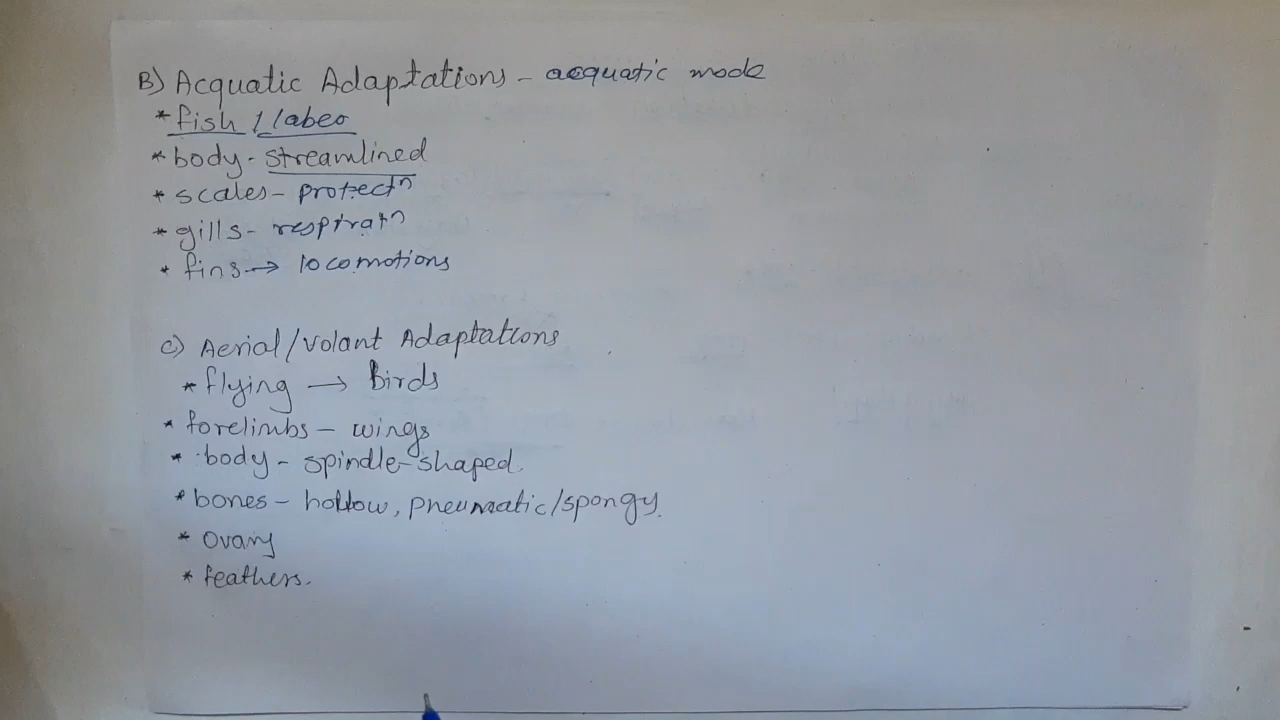 B) Acquatic Adaptations - acquatic mode
* fish / labeo
* body - streamlined
* scales - protectⁿ
* gills - respiratⁿ
* fins → locomotions
C) Aerial/Volant Adaptations
* flying → Birds
* forelimbs - wings
* body - spindle-shaped.
* bones - hollow, pneumatic/spongy.
* ovary
* feathers.